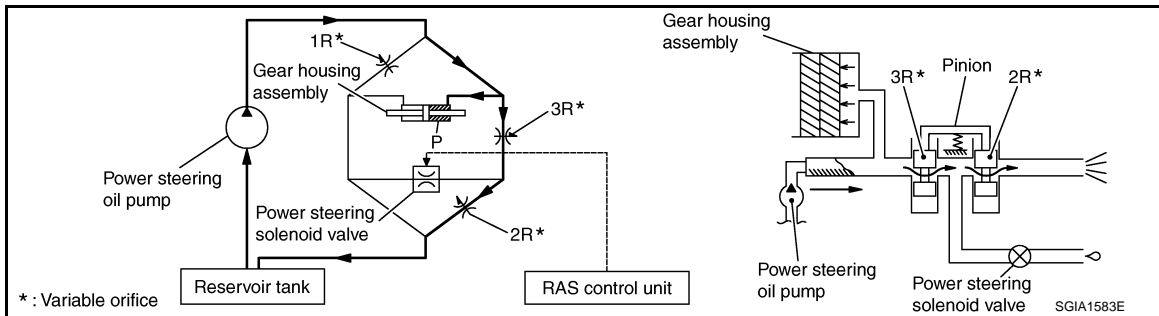 1R*
Gear housing
assembly
3R*
P
Power steering
oil pump
Power steering
solenoid valve
2R*
Reservoir tank
RAS control unit
* : Variable orifice
Gear housing
assembly
Pinion
3R*
2R*
Power steering
oil pump
Power steering
solenoid valve
SGIA1583E